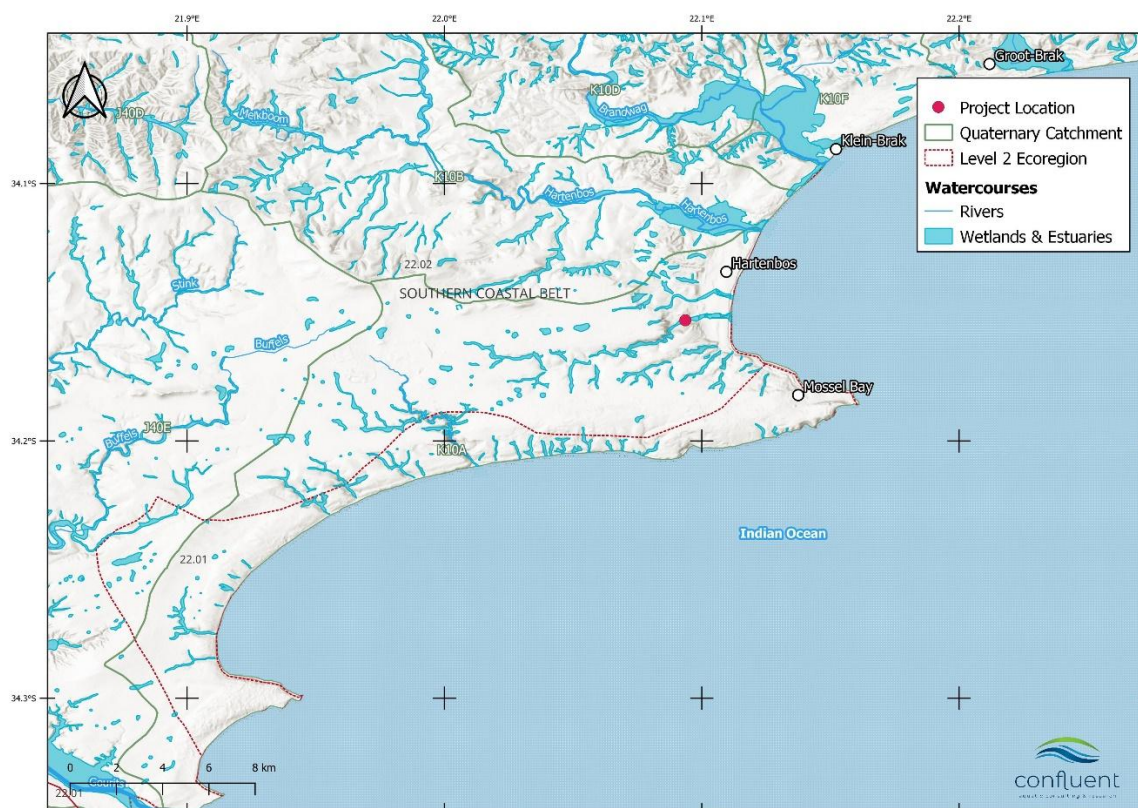 21.9°E
22.0°E
22.1°E
22.2°E
Groot-Brak
Project Location
Quaternary Catchment
Level 2 Ecoregion
Watercourses
Rivers
Wetlands & Estuaries
J40D
Melkboom
K10D
Brandwag
K10F
Klein-Brak
34.1°S
K10B
Hartenbos
Hartenbos
22.02
Hartenbos
SOUTHERN COASTAL BELT
Stink
Buffels
Mossel Bay
34.2°S
J40E
Buffels
K10A
Indian Ocean
22.01
34.3°S
0 2 4 6 8 km
Gourits
22.01
confluent